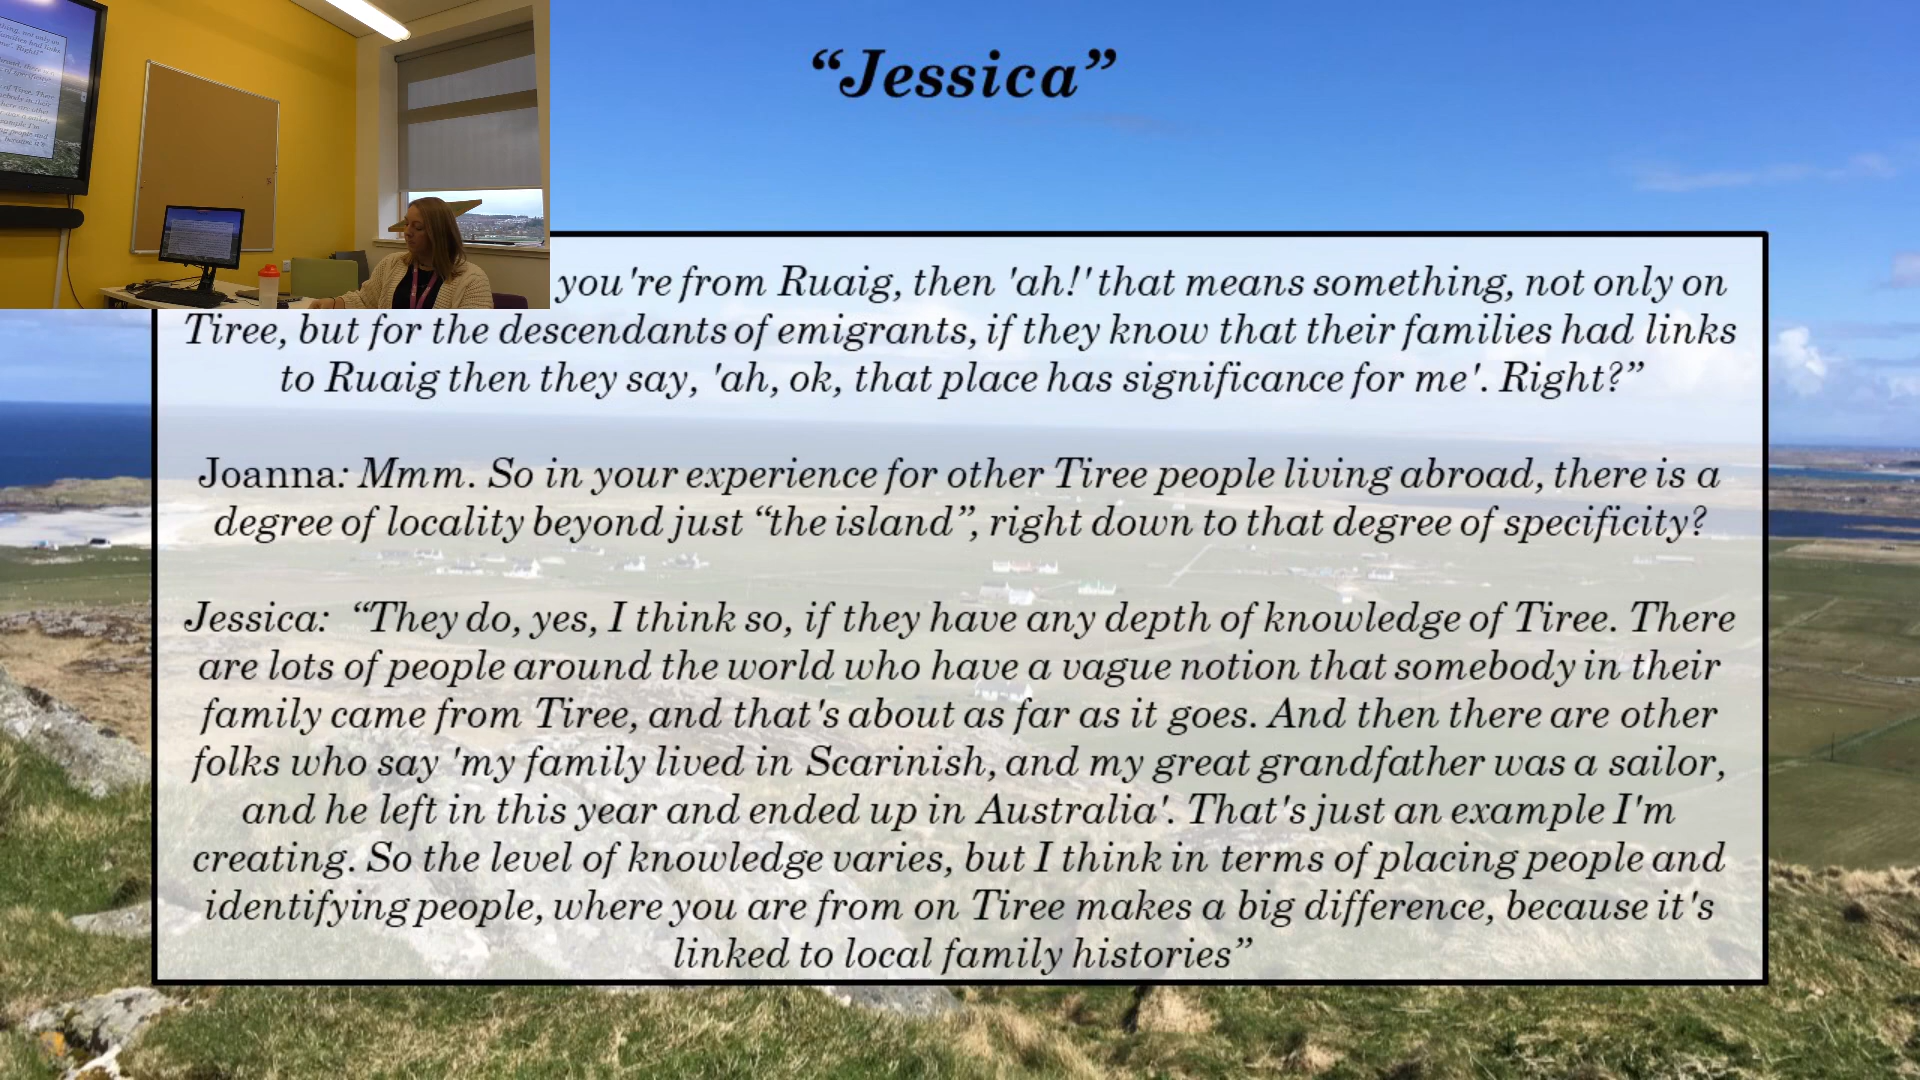 “Jessica”
you're from Ruaig, then 'ah!' that means something, not only on
Tiree, but for the descendants of emigrants, if they know that their families had links
to Ruaig then they say, 'ah, ok, that place has significance for me'. Right?”
Joanna: Mmm. So in your experience for other Tiree people living abroad, there is a
degree of locality beyond just “the island”, right down to that degree of specificity?
Jessica: “They do, yes, I think so, if they have any depth of knowledge of Tiree. There
are lots of people around the world who have a vague notion that somebody in their
family came from Tiree, and that's about as far as it goes. And then there are other
folks who say 'my family lived in Scarinish, and my great grandfather was a sailor,
and he left in this year and ended up in Australia'. That's just an example I'm
creating. So the level of knowledge varies, but I think in terms of placing people and
identifying people, where you are from on Tiree makes a big difference, because it's
linked to local family histories”